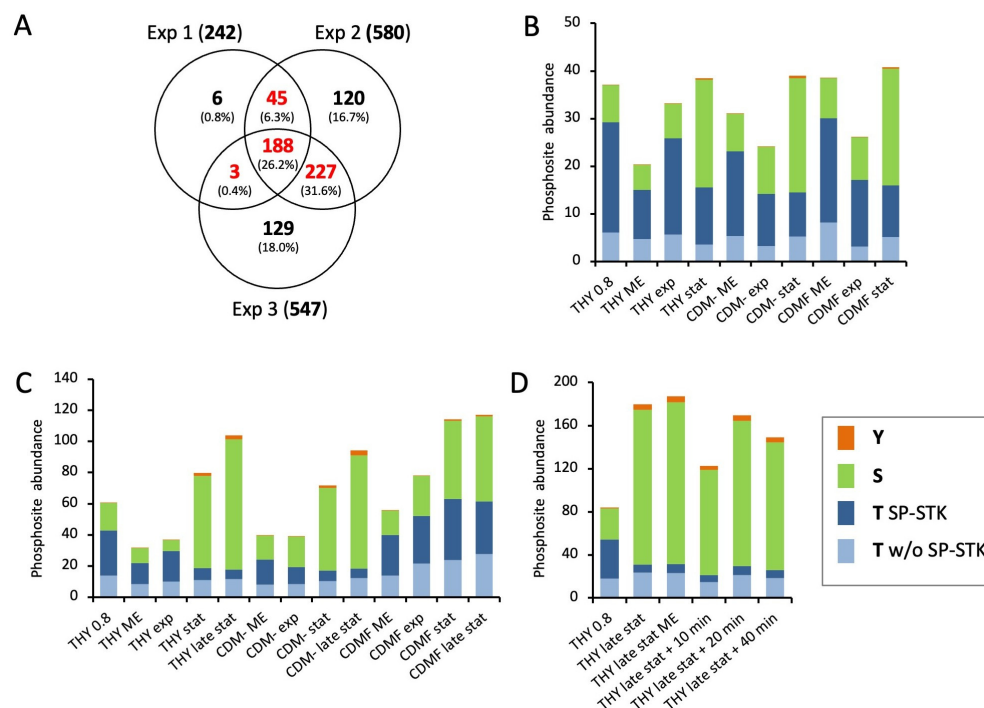 A
Exp 1 (242)
Exp 2 (580)
6
(0.8%)
45
(6.3%)
120
(16.7%)
188
(26.2%)
3
(0.4%)
227
(31.6%)
129
(18.0%)
Exp 3 (547)
B
Phosphosite abundance
50
40
30
20
10
0
THY 0.8
THY ME
THY exp
THY stat
CDM- ME
CDM- exp
CDM- stat
CDMF ME
CDMF exp
CDMF stat
C
Phosphosite abundance
140
120
100
80
60
40
20
0
THY 0.8
THY ME
THY exp
THY stat
THY late stat
CDM- ME
CDM- exp
CDM- stat
CDM- late stat
CDMF ME
CDMF exp
CDMF stat
CDMF late stat
D
Phosphosite abundance
200
160
120
80
40
0
THY 0.8
THY late stat
THY late stat ME
THY late stat + 10 min
THY late stat + 20 min
THY late stat + 40 min
Y
S
T SP-STK
T w/o SP-STK